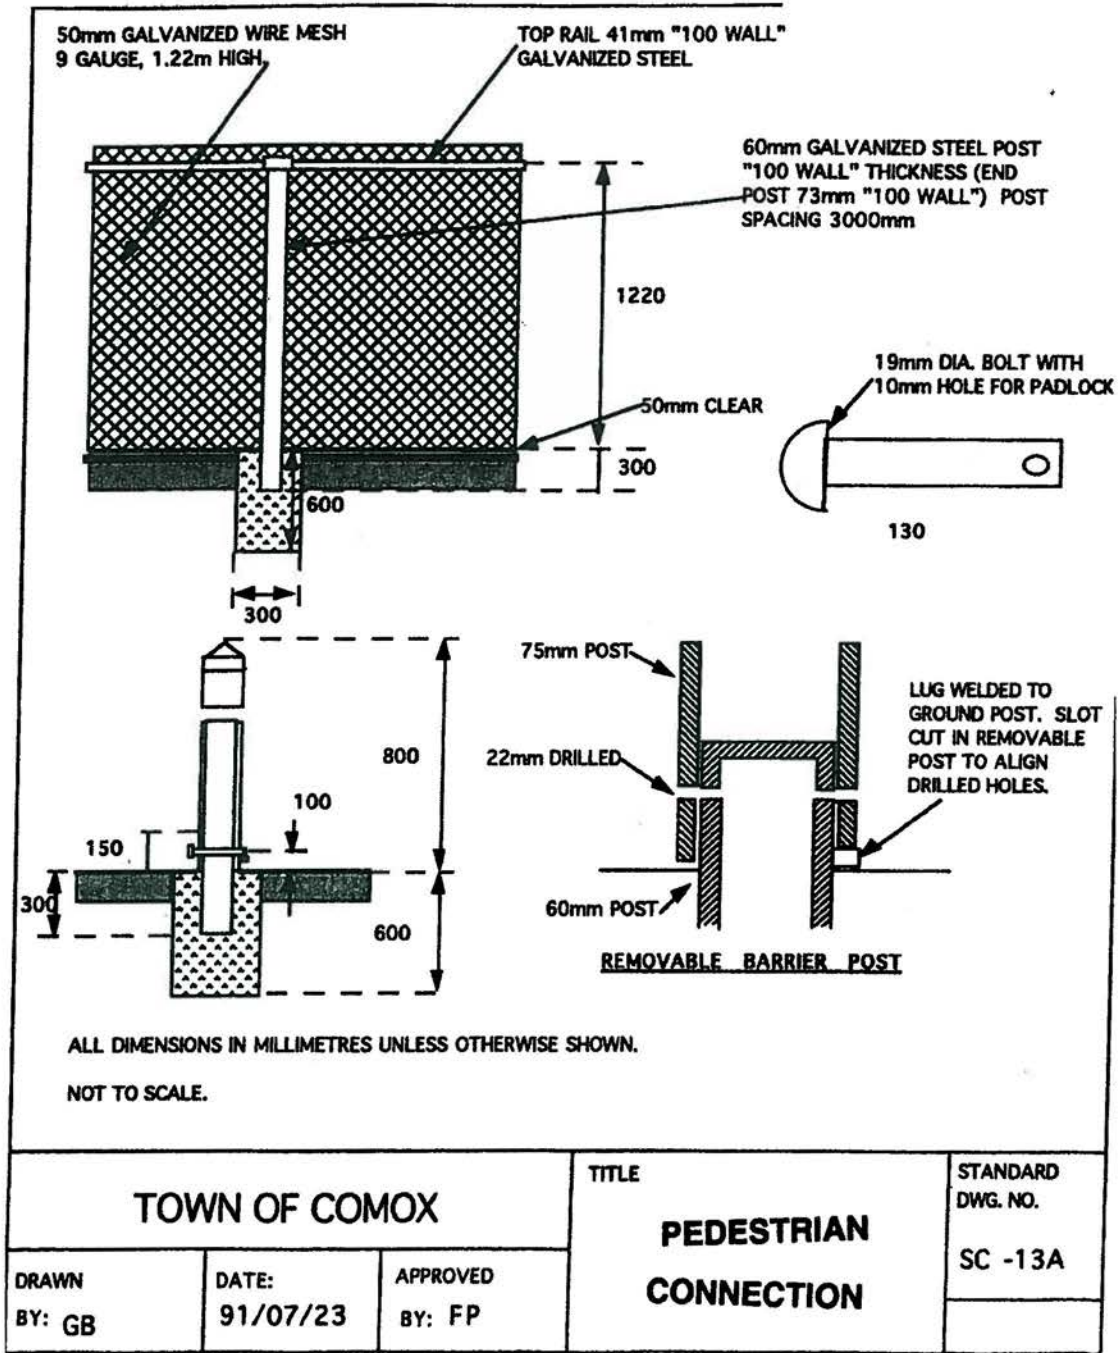 50mm GALVANIZED WIRE MESH
9 GAUGE, 1.22m HIGH
TOP RAIL 41mm "100 WALL"
GALVANIZED STEEL
60mm GALVANIZED STEEL POST
"100 WALL" THICKNESS (END
POST 73mm "100 WALL") POST
SPACING 3000mm
1220
19mm DIA. BOLT WITH
10mm HOLE FOR PADLOCK
50mm CLEAR
300
600
130
300
75mm POST
LUG WELDED TO
GROUND POST. SLOT
CUT IN REMOVABLE
POST TO ALIGN
DRILLED HOLES.
22mm DRILLED
800
100
150
300
600
60mm POST
REMOVABLE BARRIER POST
ALL DIMENSIONS IN MILLIMETRES UNLESS OTHERWISE SHOWN.
NOT TO SCALE.
TOWN OF COMOX
TITLE
PEDESTRIAN
CONNECTION
STANDARD
DWG. NO.
SC -13A
DRAWN
BY: GB
DATE:
91/07/23
APPROVED
BY: FP